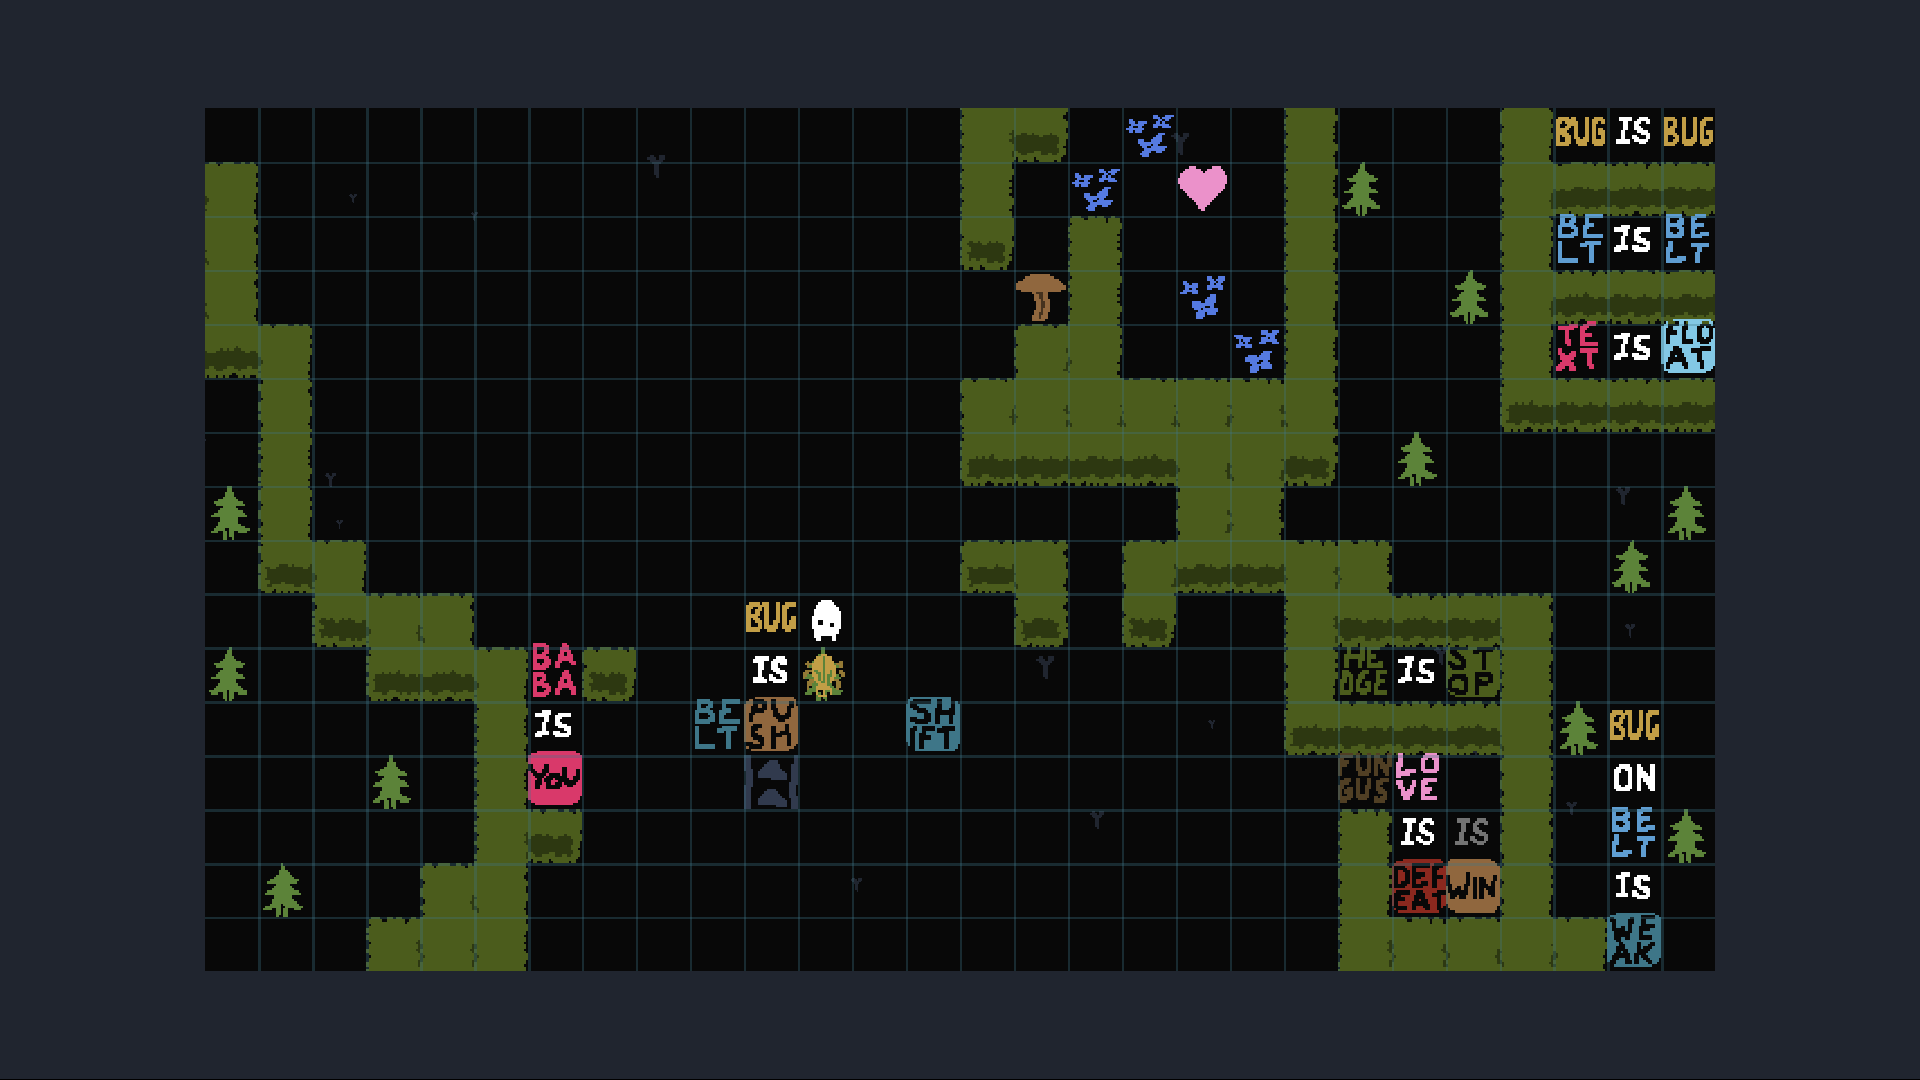 BUG IS BUG
BELT IS BELT
TEXT IS FLOAT
BUG
BABA IS HEDGE IS STOP
IS BELT PUSH SHIFT BUG
YOU FUNGUS LOVE ON
IS IS BELT
DEFEAT WIN IS
WEAK